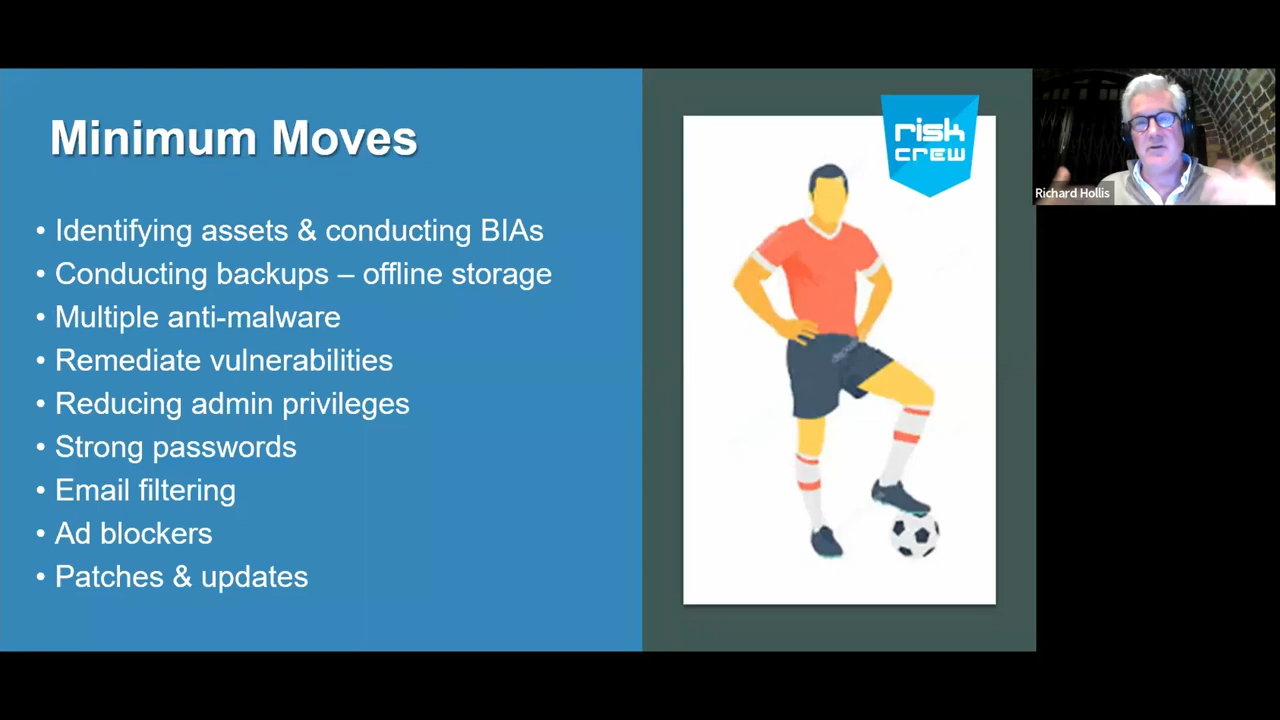 Minimum Moves
• Identifying assets & conducting BIAs
• Conducting backups – offline storage
• Multiple anti-malware
• Remediate vulnerabilities
• Reducing admin privileges
• Strong passwords
• Email filtering
• Ad blockers
• Patches & updates
risk
crew
Richard Hollis